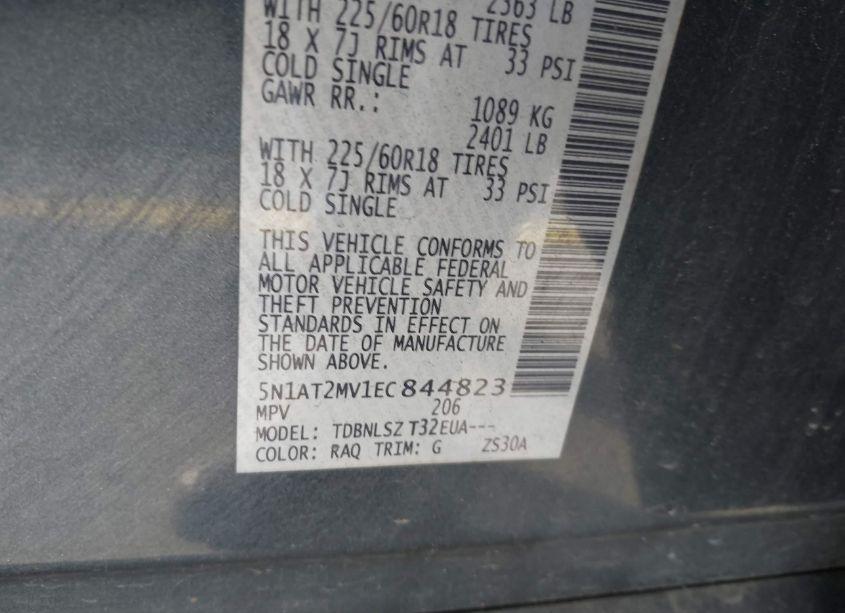 2363 LB
WITH 225/60R18 TIRES
18 X 7J RIMS AT 33 PSI
COLD SINGLE
GAWR RR.: 1089 KG
2401 LB
WITH 225/60R18 TIRES
18 X 7J RIMS AT 33 PSI
COLD SINGLE
THIS VEHICLE CONFORMS TO
ALL APPLICABLE FEDERAL
MOTOR VEHICLE SAFETY AND
THEFT PREVENTION
STANDARDS IN EFFECT ON
THE DATE OF MANUFACTURE
SHOWN ABOVE.
5N1AT2MV1EC844823
MPV 206
MODEL: TDBNLSZ T32EUA---
COLOR: RAQ TRIM: G ZS30A